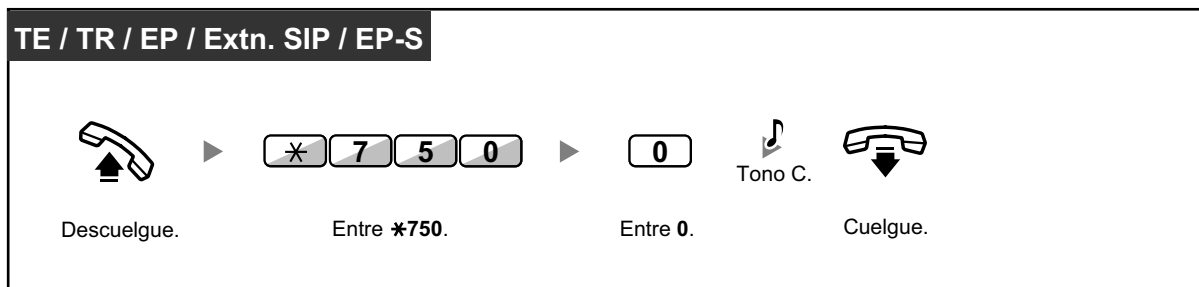 TE / TR / EP / Extn. SIP / EP-S
* 7 5 0 0
Tono C.
Descuelgue. Entre *750. Entre 0. Cuelgue.